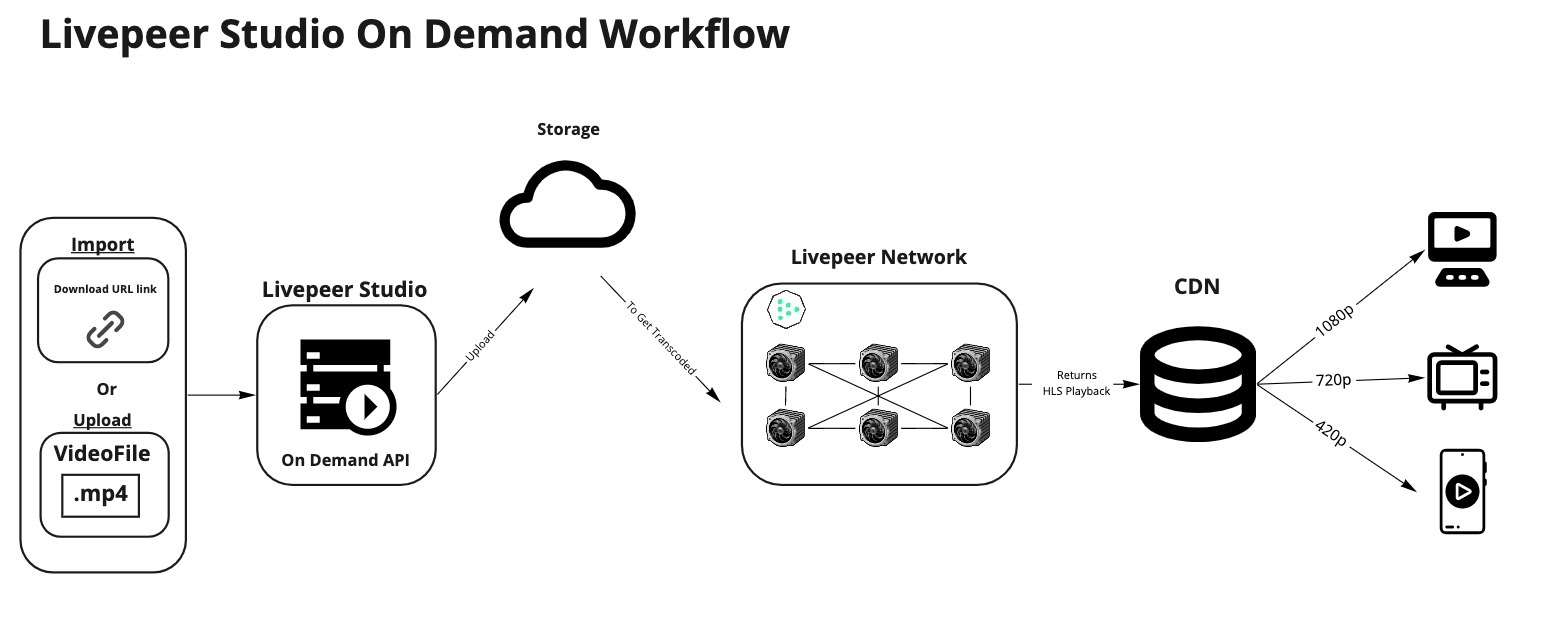 Livepeer Studio On Demand Workflow
Storage
Import
Download URL link
Or
Upload
VideoFile
.mp4
Livepeer Studio
On Demand API
Upload
To Get Transcoded
Livepeer Network
Returns
HLS Playback
CDN
1080p
720p
420p